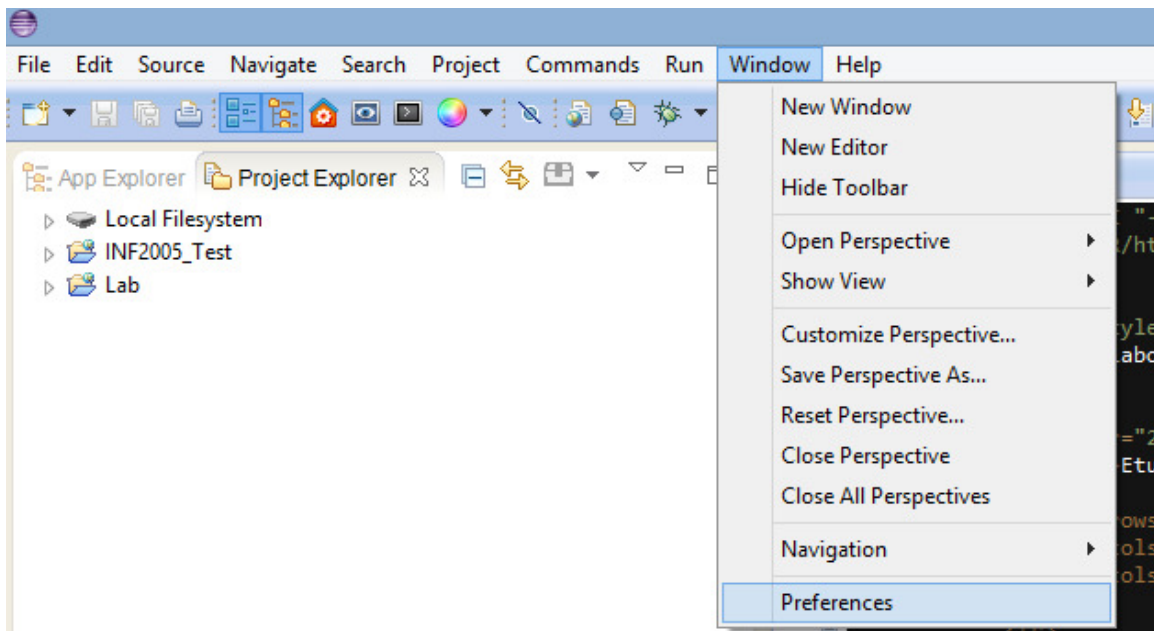 File Edit Source Navigate Search Project Commands Run Window Help
App Explorer Project Explorer
Local Filesystem
INF2005_Test
Lab
New Window
New Editor
Hide Toolbar
Open Perspective
Show View
Customize Perspective...
Save Perspective As...
Reset Perspective...
Close Perspective
Close All Perspectives
Navigation
Preferences